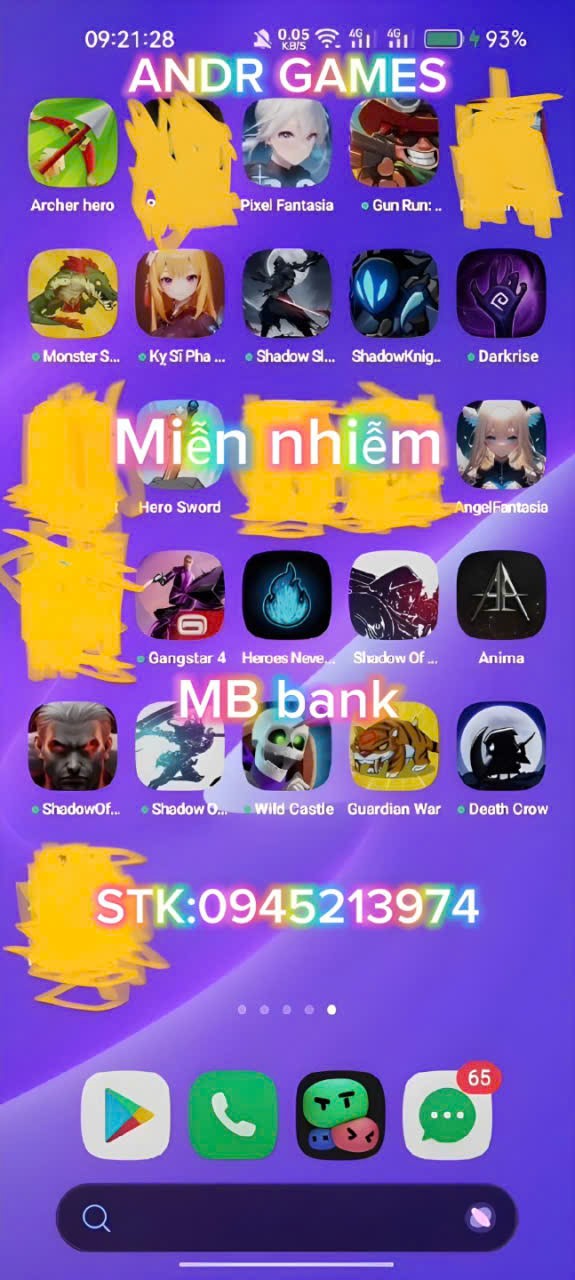 09:21:28 0.05 KB/S 4G 4G 93%
ANDR GAMES
Archer hero Pixel Fantasia Gun Run: ..
Monster S... Kỵ Sĩ Pha ... Shadow Sl... ShadowKnig.. Darkrise
Miễn nhiễm
Hero Sword AngelFantasia
Gangstar 4 Heroes Neve... Shadow Of ... Anima
MB bank
ShadowOf... Shadow O... Wild Castle Guardian War Death Crow
STK:0945213974
65